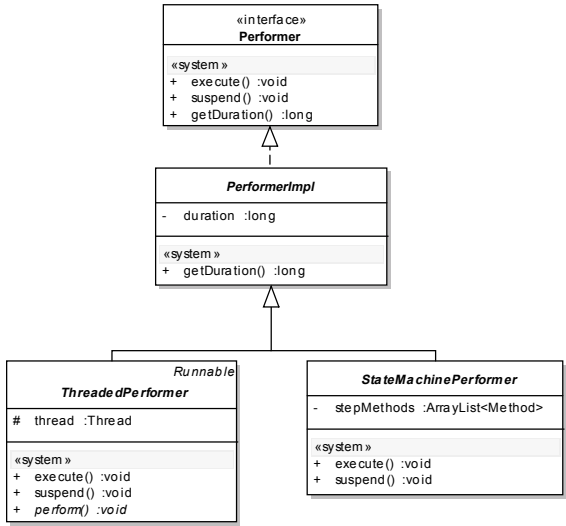 «interface»
Performer
«system»
+ execute() :void
+ suspend() :void
+ getDuration() :long
PerformerImpl
- duration :long
«system»
+ getDuration() :long
Runnable
ThreadedPerformer
# thread :Thread
«system»
+ execute() :void
+ suspend() :void
+ perform() :void
StateMachinePerformer
- stepMethods :ArrayList<Method>
«system»
+ execute() :void
+ suspend() :void